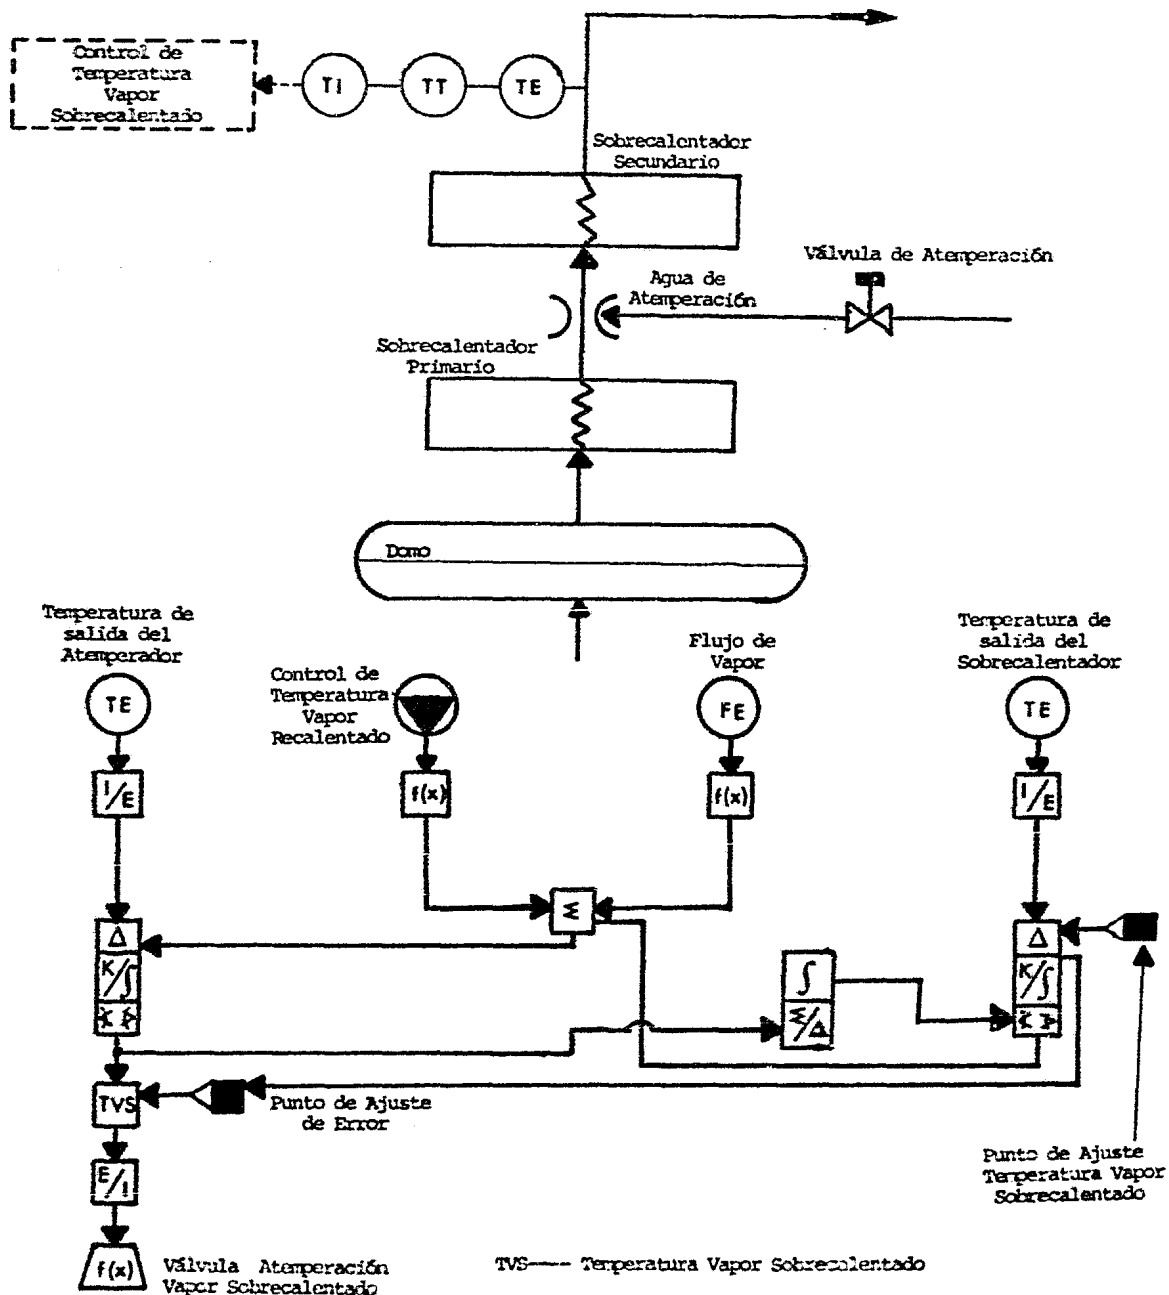 Control de
Temperatura
Vapor
Sobrecalentado
TI
TT
TE
Sobrecalentador
Secundario
Válvula de Atemperación
Agua de
Atemperación
Sobrecalentador
Primario
Domo
Temperatura de
salida del
Atemperador
TE
Control de
Temperatura
Vapor
Recalentado
Flujo de
Vapor
FE
Temperatura de
salida del
Sobrecalentador
TE
I/E
f(x)
f(x)
I/E
Σ
Δ
K/∫
Δ
K/∫
∫
Σ/Δ
TVS
Punto de Ajuste
de Error
E/I
f(x)
Válvula Atemperación
Vapor Sobrecalentado
TVS---- Temperatura Vapor Sobrecalentado
Punto de Ajuste
Temperatura Vapor
Sobrecalentado